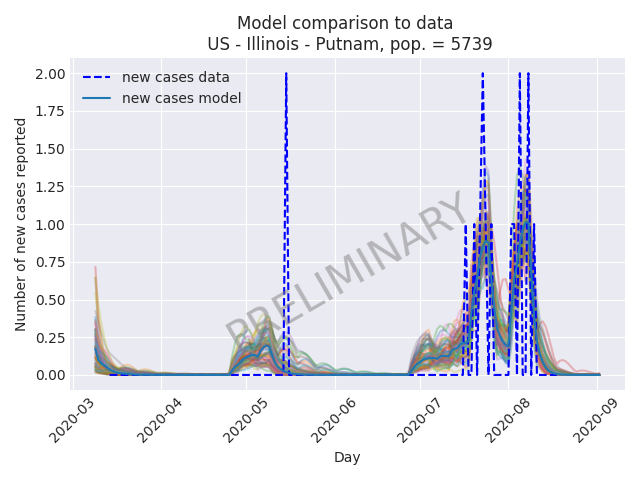 Model comparison to data
US - Illinois - Putnam, pop. = 5739
new cases data
new cases model
PRELIMINARY
Number of new cases reported
2.00
1.75
1.50
1.25
1.00
0.75
0.50
0.25
0.00
2020-03
2020-04
2020-05
2020-06
2020-07
2020-08
2020-09
Day